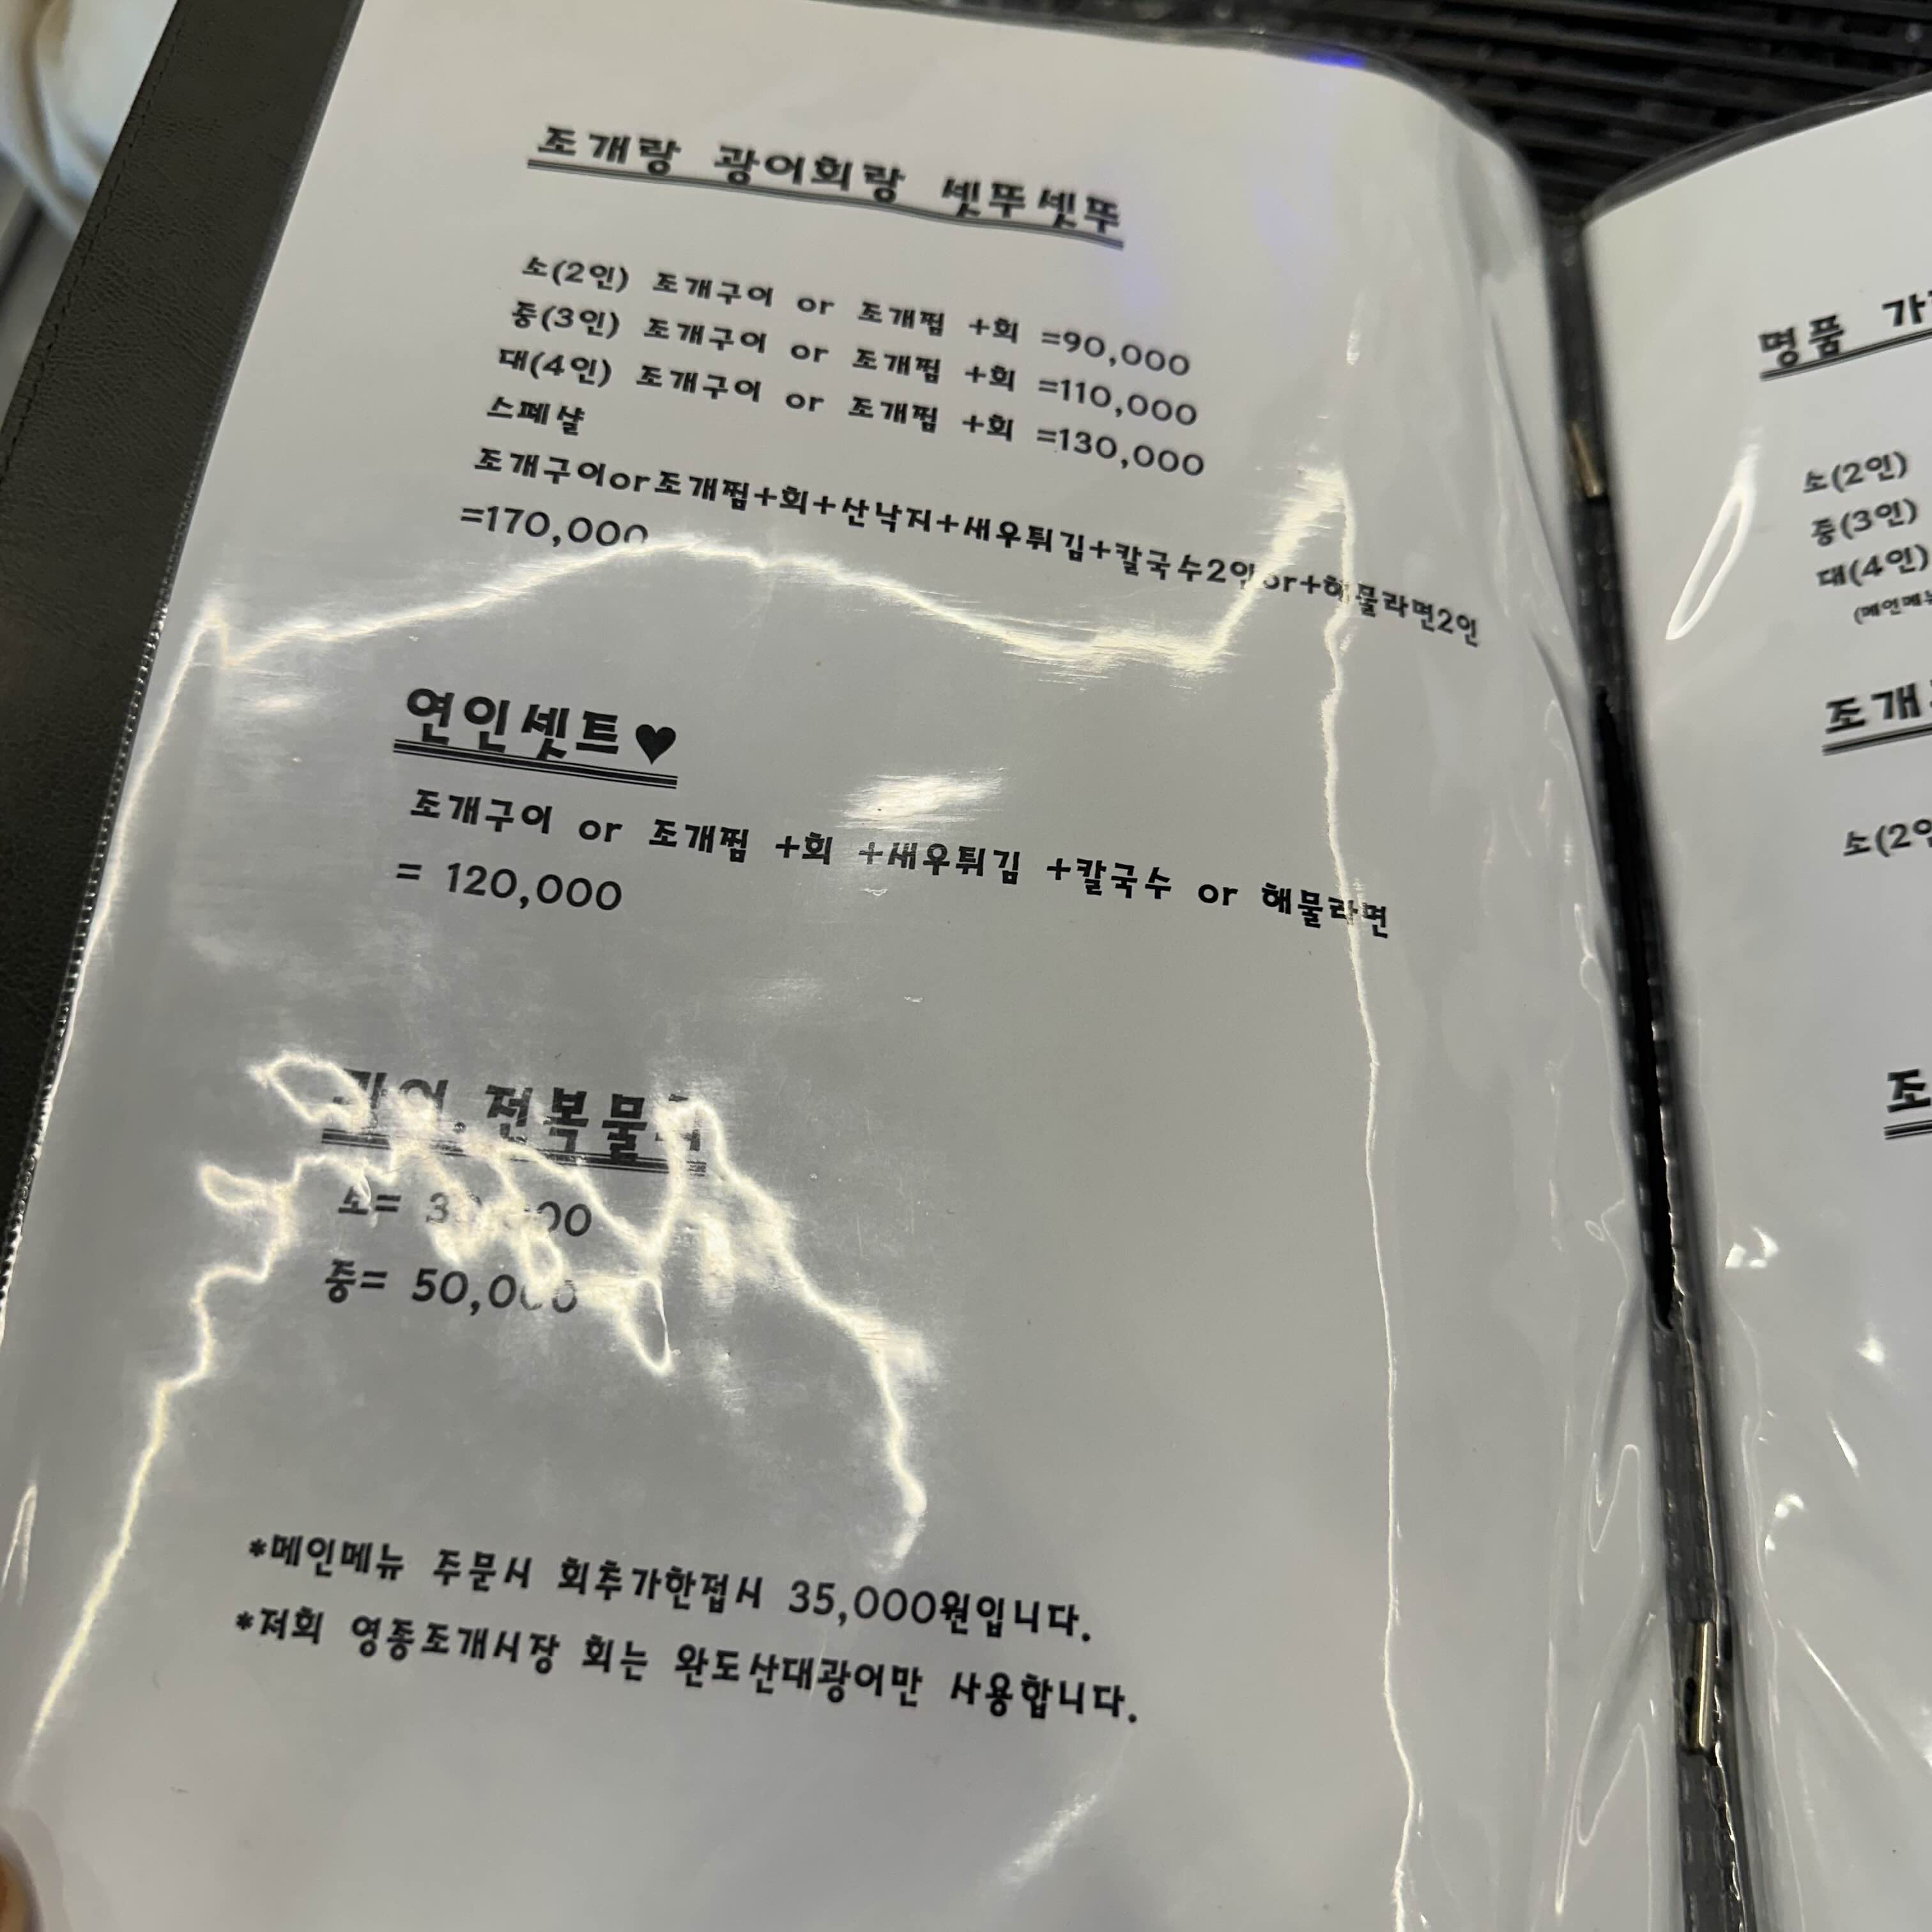 조개랑 광어회랑 셋뚜셋뚜
소(2인) 조개구이 or 조개찜 +회 =90,000
중(3인) 조개구이 or 조개찜 +회 =110,000
대(4인) 조개구이 or 조개찜 +회 =130,000
스페샬
조개구이or조개찜+회+산낙지+새우튀김+칼국수2인or+해물라면2인
=170,000
연인셋트♥
조개구이 or 조개찜 +회 +새우튀김 +칼국수 or 해물라면
= 120,000
소=
중= 50,000
*메인메뉴 주문시 회추가한접시 35,000원입니다.
*저희 영종조개시장 회는 완도산대광어만 사용합니다.
명품
소(2인)
중(3인)
대(4인)
조개